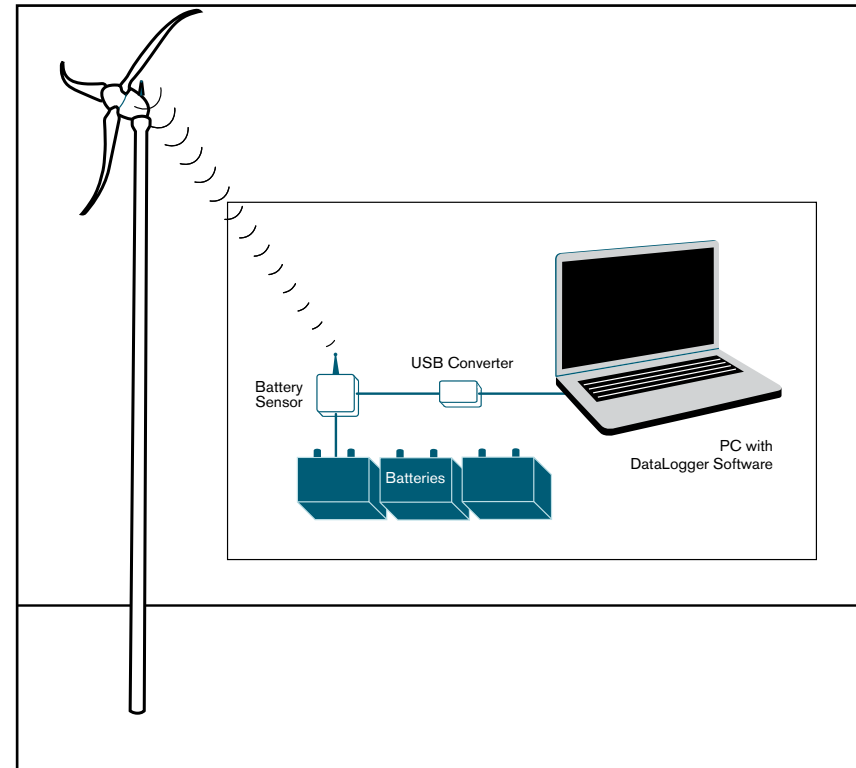 USB Converter
Battery
Sensor
PC with
DataLogger Software
Batteries